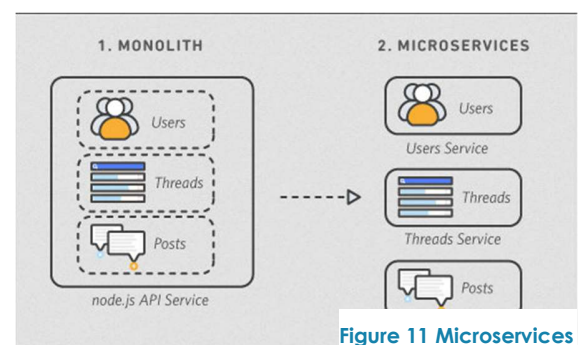 1. MONOLITH
2. MICROSERVICES
Users
Threads
Posts
node.js API Service
Users
Users Service
Threads
Threads Service
Posts
Figure 11 Microservices